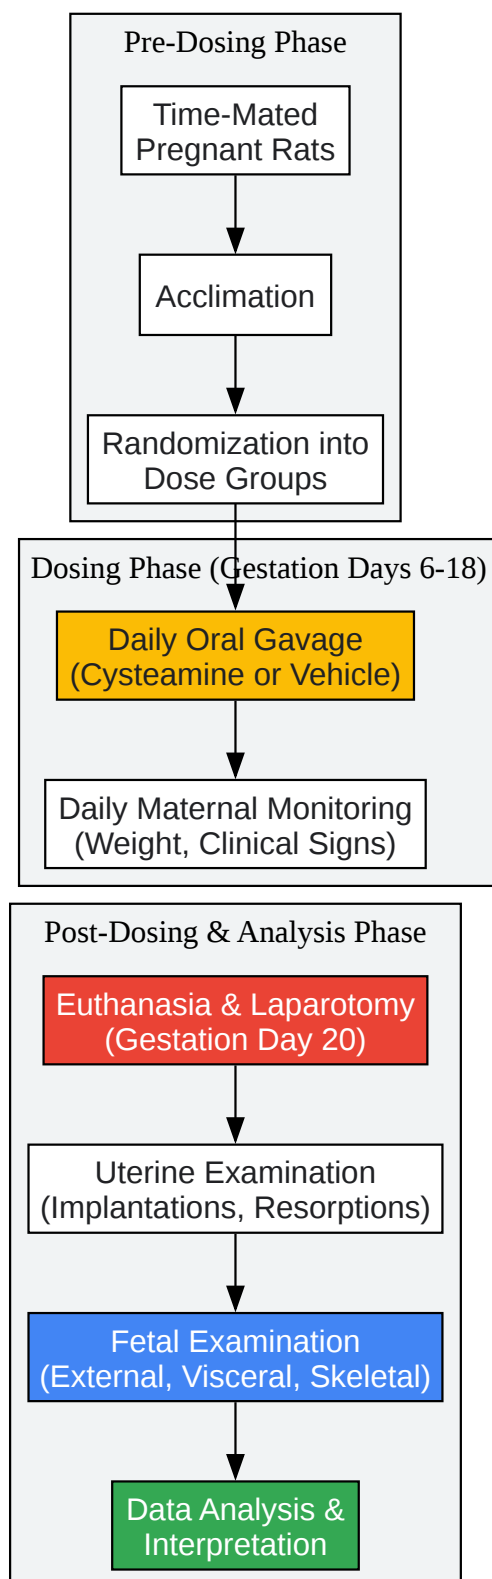 Pre-Dosing Phase
Time-Mated
Pregnant Rats
Acclimation
Randomization into
Dose Groups
Dosing Phase (Gestation Days 6-18)
Daily Oral Gavage
(Cysteamine or Vehicle)
Daily Maternal Monitoring
(Weight, Clinical Signs)
Post-Dosing & Analysis Phase
Euthanasia & Laparotomy
(Gestation Day 20)
Uterine Examination
(Implantations, Resorptions)
Fetal Examination
(External, Visceral, Skeletal)
Data Analysis &
Interpretation